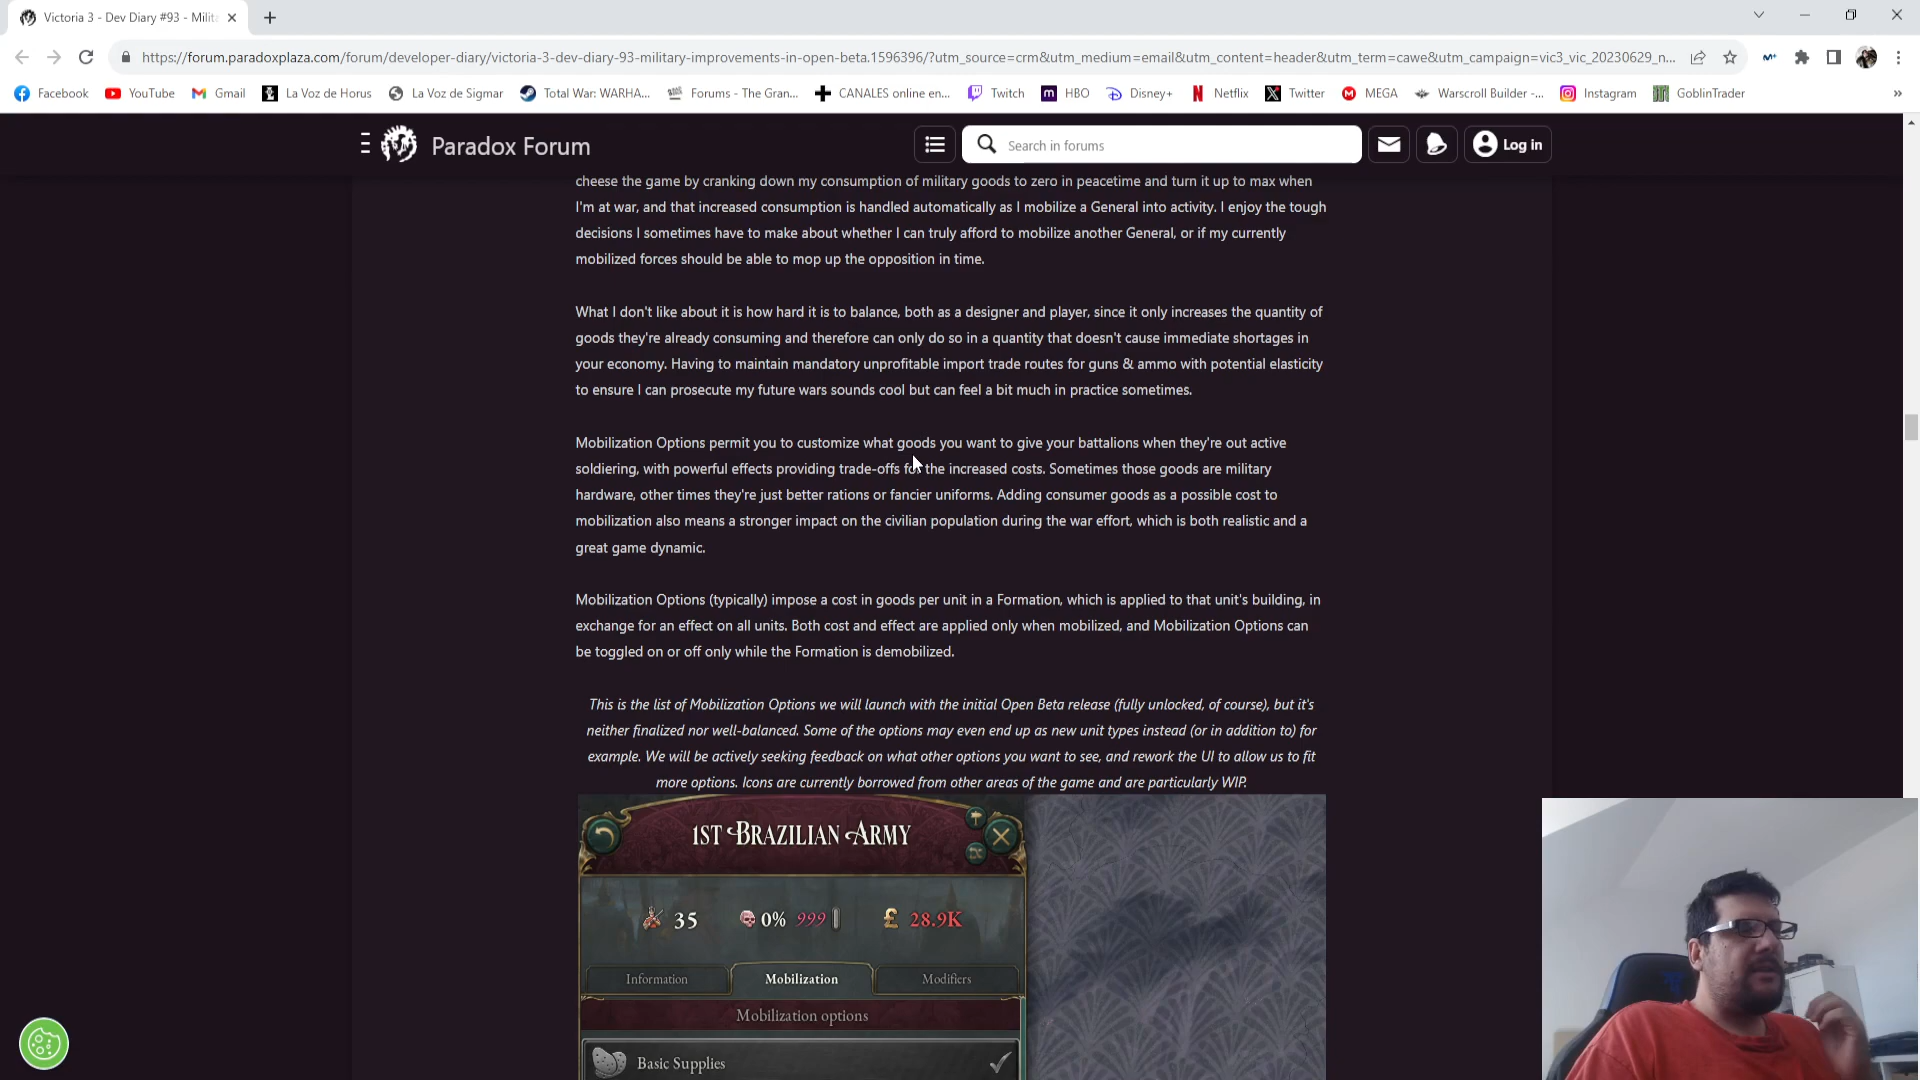 Victoria 3 - Dev Diary #93 - Milit
https://forum.paradoxplaza.com/forum/developer-diary/victoria-3-dev-diary-93-military-improvements-in-open-beta.1596396/?utm_source=crm&utm_medium=email&utm_content=header&utm_term=cawe&utm_campaign=vic3_vic_20230629_n...
Facebook YouTube Gmail La Voz de Horus La Voz de Sigmar Total War: WARHA... Forums - The Gran... CANALES online en... Twitch HBO Disney+ Netflix Twitter MEGA Warscroll Builder -... Instagram GoblinTrader »
Paradox Forum Search in forums Log in
cheese the game by cranking down my consumption of military goods to zero in peacetime and turn it up to max when
I'm at war, and that increased consumption is handled automatically as I mobilize a General into activity. I enjoy the tough
decisions I sometimes have to make about whether I can truly afford to mobilize another General, or if my currently
mobilized forces should be able to mop up the opposition in time.
What I don't like about it is how hard it is to balance, both as a designer and player, since it only increases the quantity of
goods they're already consuming and therefore can only do so in a quantity that doesn't cause immediate shortages in
your economy. Having to maintain mandatory unprofitable import trade routes for guns & ammo with potential elasticity
to ensure I can prosecute my future wars sounds cool but can feel a bit much in practice sometimes.
Mobilization Options permit you to customize what goods you want to give your battalions when they're out active
soldiering, with powerful effects providing trade-offs for the increased costs. Sometimes those goods are military
hardware, other times they're just better rations or fancier uniforms. Adding consumer goods as a possible cost to
mobilization also means a stronger impact on the civilian population during the war effort, which is both realistic and a
great game dynamic.
Mobilization Options (typically) impose a cost in goods per unit in a Formation, which is applied to that unit's building, in
exchange for an effect on all units. Both cost and effect are applied only when mobilized, and Mobilization Options can
be toggled on or off only while the Formation is demobilized.
This is the list of Mobilization Options we will launch with the initial Open Beta release (fully unlocked, of course), but it's
neither finalized nor well-balanced. Some of the options may even end up as new unit types instead (or in addition to) for
example. We will be actively seeking feedback on what other options you want to see, and rework the UI to allow us to fit
more options. Icons are currently borrowed from other areas of the game and are particularly WIP.
1ST BRAZILIAN ARMY
35 0% 999 £ 28.9K
Information Mobilization Modifiers
Mobilization options
Basic Supplies